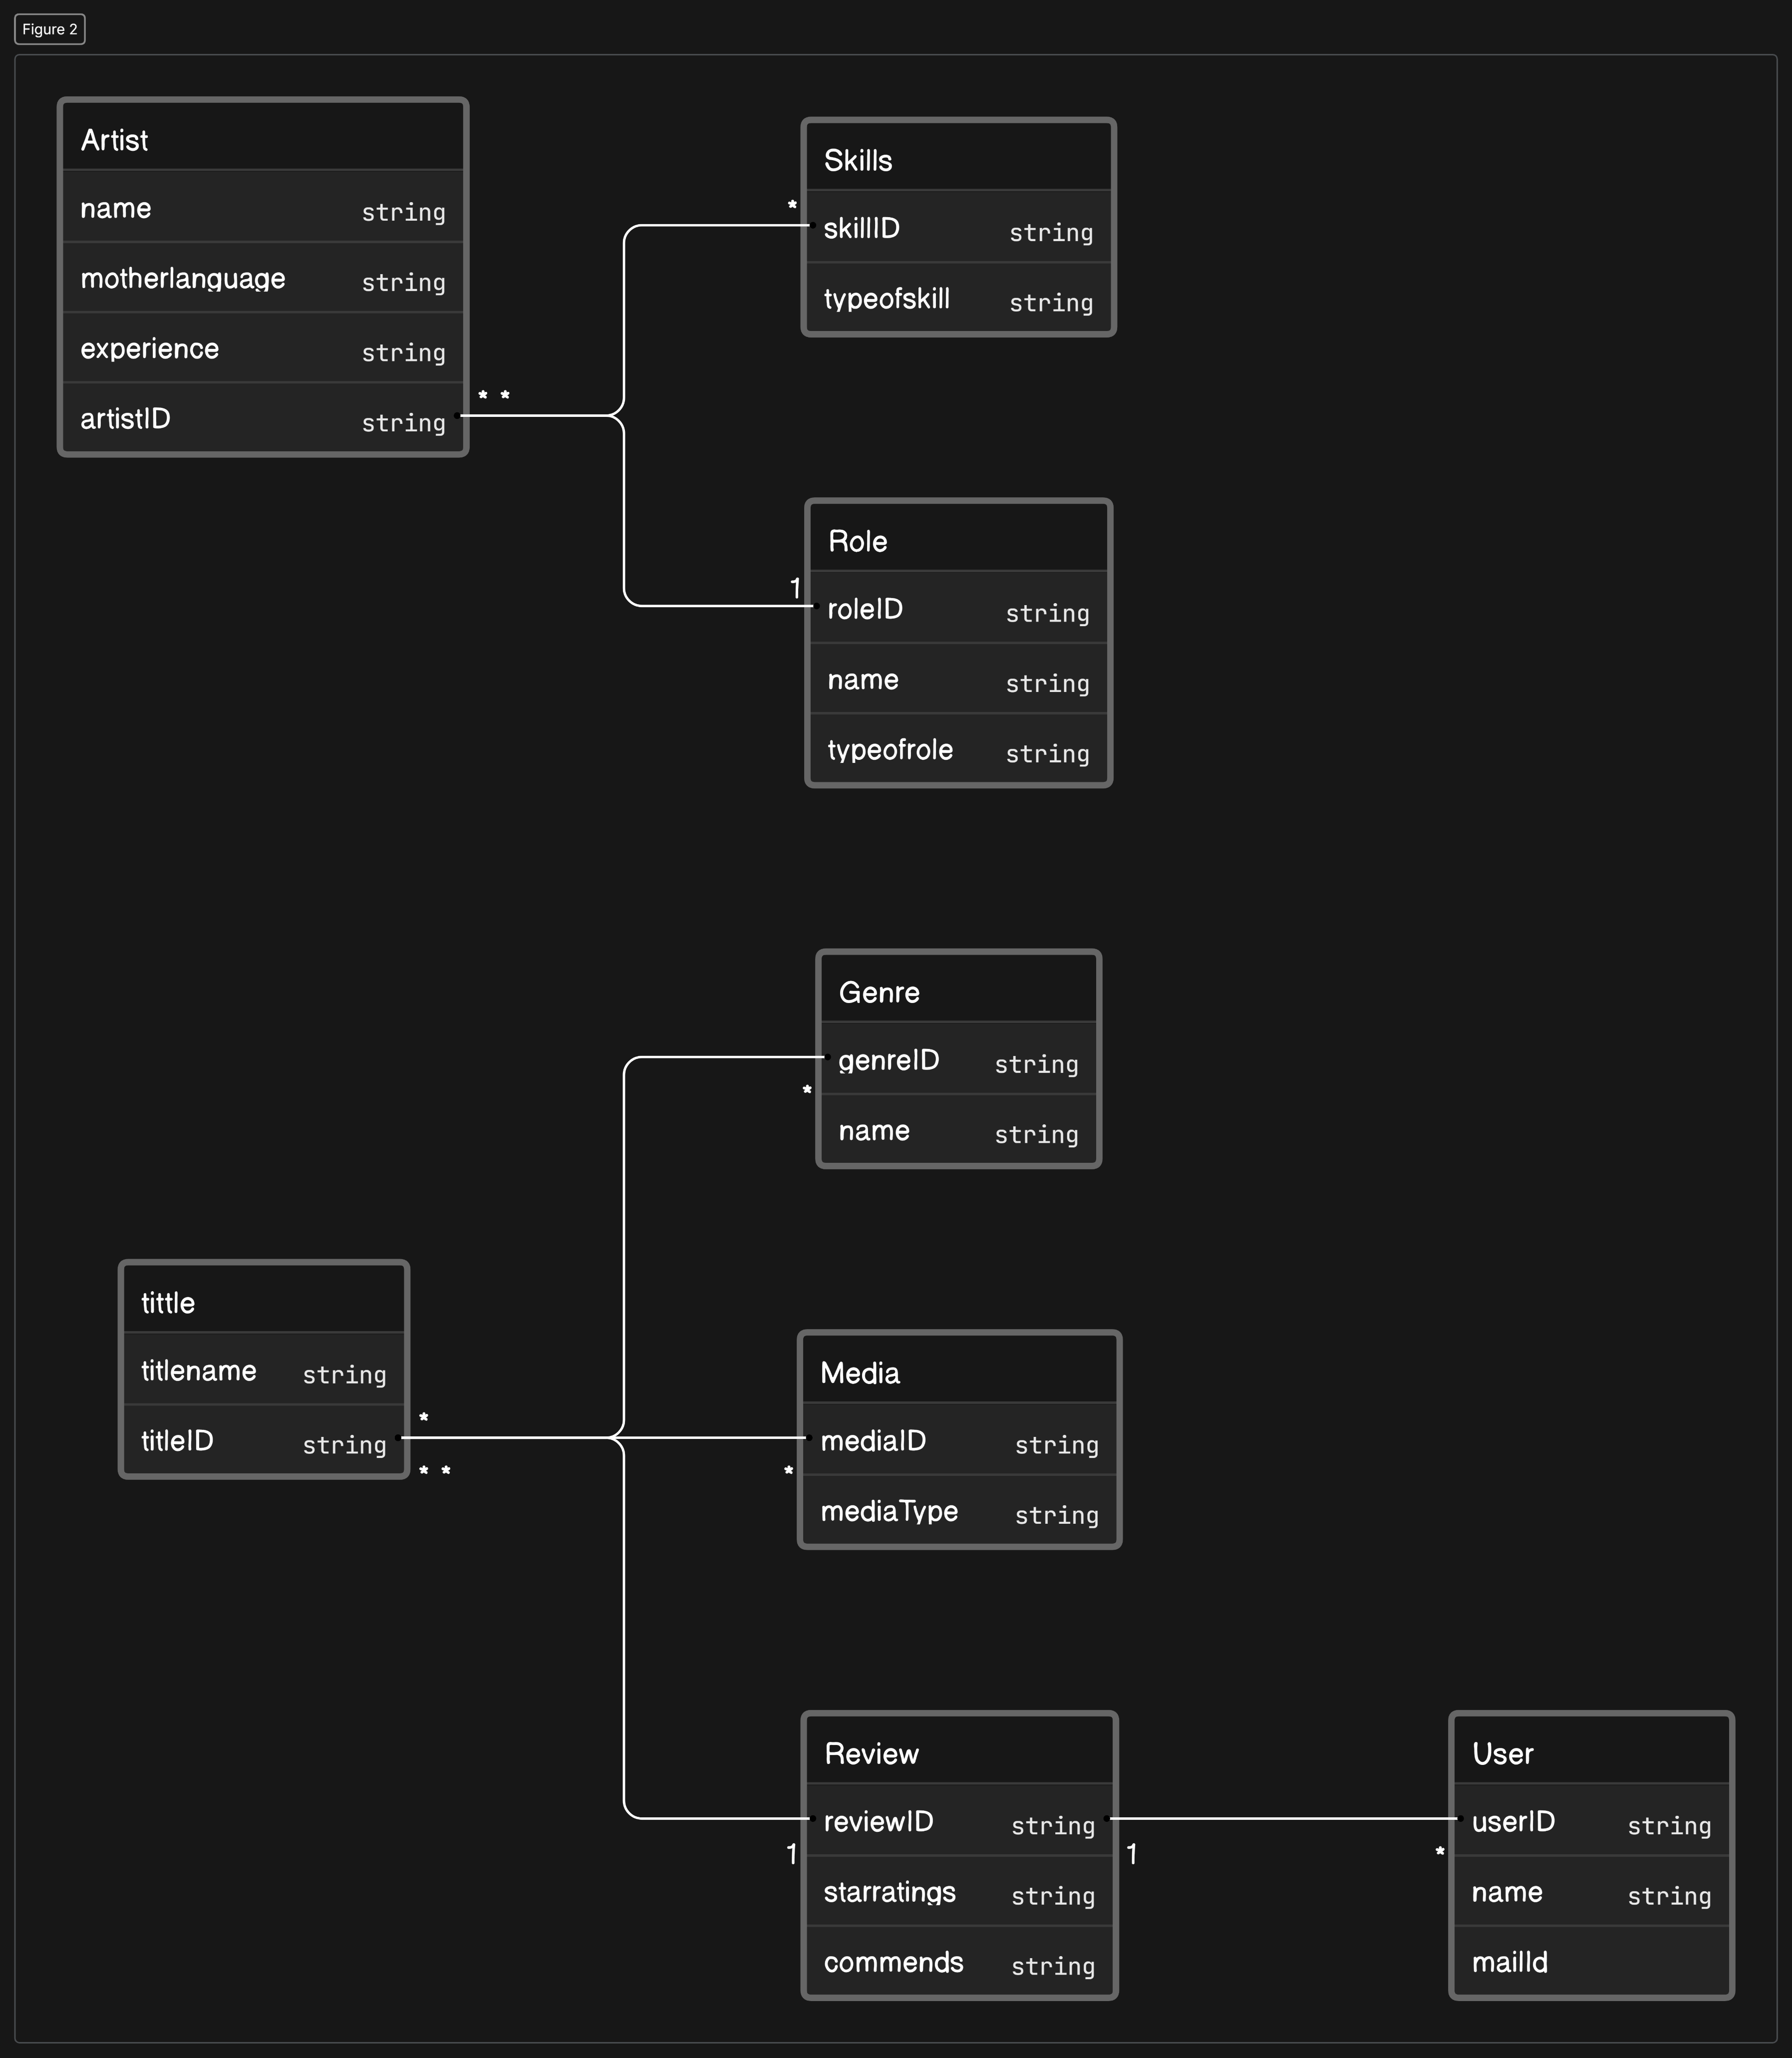 Figure 2
Artist
name string
motherlanguage string
experience string
artistID string
* *
Skills
*
skillID string
typeofskill string
Role
1
roleID string
name string
typeofrole string
Genre
genreID string
*
name string
tittle
titlename string
*
titleID string
* *
Media
mediaID string
*
mediaType string
Review
reviewID string
1
1
starratings string
commends string
User
userID string
*
name string
mailId